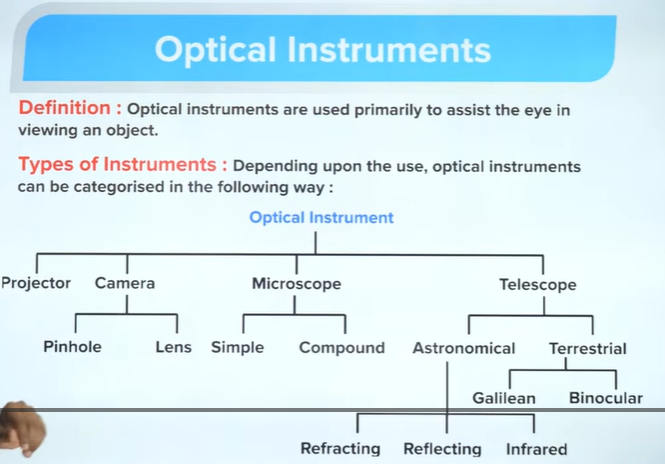 Optical Instruments
Definition : Optical instruments are used primarily to assist the eye in
viewing an object.
Types of Instruments : Depending upon the use, optical instruments
can be categorised in the following way :
Optical Instrument
Projector Camera Microscope Telescope
Pinhole Lens Simple Compound Astronomical Terrestrial
Galilean Binocular
Refracting Reflecting Infrared